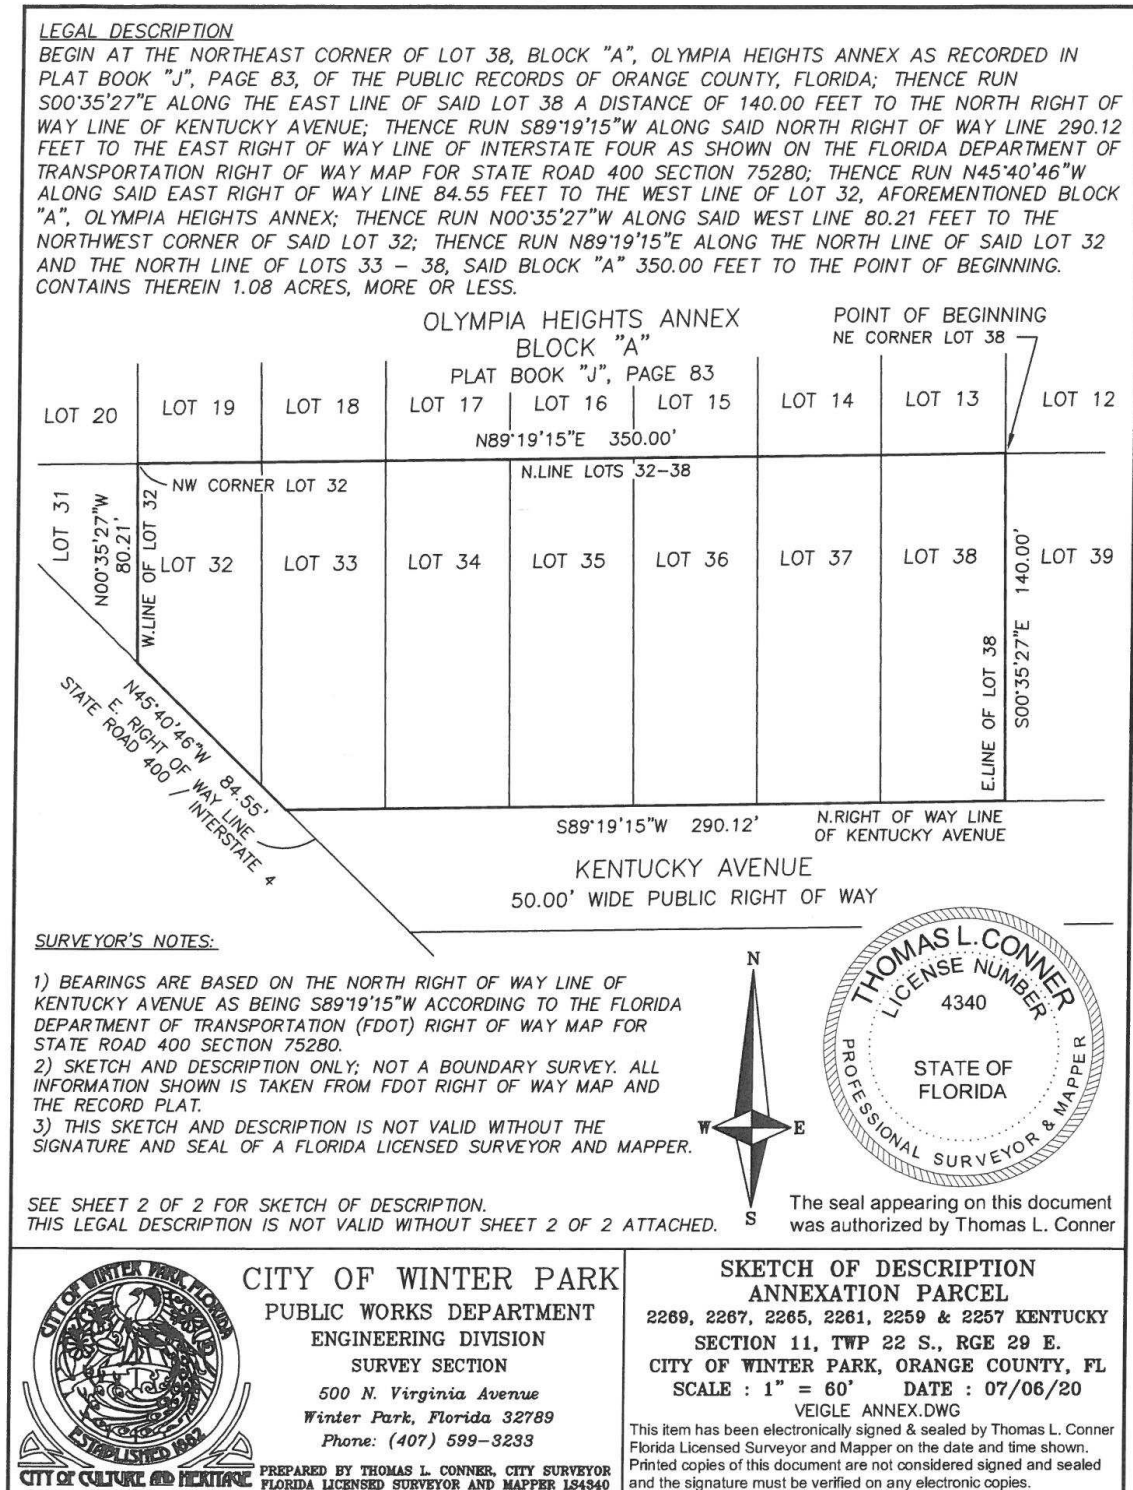 LEGAL DESCRIPTION
BEGIN AT THE NORTHEAST CORNER OF LOT 38, BLOCK "A", OLYMPIA HEIGHTS ANNEX AS RECORDED IN
PLAT BOOK "J", PAGE 83, OF THE PUBLIC RECORDS OF ORANGE COUNTY, FLORIDA; THENCE RUN
S00°35'27"E ALONG THE EAST LINE OF SAID LOT 38 A DISTANCE OF 140.00 FEET TO THE NORTH RIGHT OF
WAY LINE OF KENTUCKY AVENUE; THENCE RUN S89°19'15"W ALONG SAID NORTH RIGHT OF WAY LINE 290.12
FEET TO THE EAST RIGHT OF WAY LINE OF INTERSTATE FOUR AS SHOWN ON THE FLORIDA DEPARTMENT OF
TRANSPORTATION RIGHT OF WAY MAP FOR STATE ROAD 400 SECTION 75280; THENCE RUN N45°40'46"W
ALONG SAID EAST RIGHT OF WAY LINE 84.55 FEET TO THE WEST LINE OF LOT 32, AFOREMENTIONED BLOCK
"A", OLYMPIA HEIGHTS ANNEX; THENCE RUN N00°35'27"W ALONG SAID WEST LINE 80.21 FEET TO THE
NORTHWEST CORNER OF SAID LOT 32; THENCE RUN N89°19'15"E ALONG THE NORTH LINE OF SAID LOT 32
AND THE NORTH LINE OF LOTS 33 – 38, SAID BLOCK "A" 350.00 FEET TO THE POINT OF BEGINNING.
CONTAINS THEREIN 1.08 ACRES, MORE OR LESS.
OLYMPIA HEIGHTS ANNEX
BLOCK "A"
PLAT BOOK "J", PAGE 83
POINT OF BEGINNING
NE CORNER LOT 38
LOT 20
LOT 19
LOT 18
LOT 17
LOT 16
LOT 15
LOT 14
LOT 13
LOT 12
N89°19'15"E 350.00'
N.LINE LOTS 32-38
NW CORNER LOT 32
LOT 31
N00°35'27"W
80.21'
W.LINE OF LOT 32
LOT 32
LOT 33
LOT 34
LOT 35
LOT 36
LOT 37
LOT 38
LOT 39
E.LINE OF LOT 38
S00°35'27"E 140.00'
N45°40'46"W 84.55'
E. RIGHT OF WAY LINE
STATE ROAD 400 / INTERSTATE 4
S89°19'15"W 290.12'
N.RIGHT OF WAY LINE
OF KENTUCKY AVENUE
KENTUCKY AVENUE
50.00' WIDE PUBLIC RIGHT OF WAY
SURVEYOR'S NOTES:
1) BEARINGS ARE BASED ON THE NORTH RIGHT OF WAY LINE OF
KENTUCKY AVENUE AS BEING S89°19'15"W ACCORDING TO THE FLORIDA
DEPARTMENT OF TRANSPORTATION (FDOT) RIGHT OF WAY MAP FOR
STATE ROAD 400 SECTION 75280.
2) SKETCH AND DESCRIPTION ONLY; NOT A BOUNDARY SURVEY. ALL
INFORMATION SHOWN IS TAKEN FROM FDOT RIGHT OF WAY MAP AND
THE RECORD PLAT.
3) THIS SKETCH AND DESCRIPTION IS NOT VALID WITHOUT THE
SIGNATURE AND SEAL OF A FLORIDA LICENSED SURVEYOR AND MAPPER.
SEE SHEET 2 OF 2 FOR SKETCH OF DESCRIPTION.
THIS LEGAL DESCRIPTION IS NOT VALID WITHOUT SHEET 2 OF 2 ATTACHED.
N
W
E
S
THOMAS L. CONNER
LICENSE NUMBER
4340
STATE OF
FLORIDA
PROFESSIONAL SURVEYOR & MAPPER
The seal appearing on this document
was authorized by Thomas L. Conner
CITY OF WINTER PARK, FLORIDA
ESTABLISHED 1882
CITY OF CULTURE AND HERITAGE
CITY OF WINTER PARK
PUBLIC WORKS DEPARTMENT
ENGINEERING DIVISION
SURVEY SECTION
500 N. Virginia Avenue
Winter Park, Florida 32789
Phone: (407) 599-3233
PREPARED BY THOMAS L. CONNER, CITY SURVEYOR
FLORIDA LICENSED SURVEYOR AND MAPPER LS4340
SKETCH OF DESCRIPTION
ANNEXATION PARCEL
2269, 2267, 2265, 2261, 2259 & 2257 KENTUCKY
SECTION 11, TWP 22 S., RGE 29 E.
CITY OF WINTER PARK, ORANGE COUNTY, FL
SCALE : 1" = 60' DATE : 07/06/20
VEIGLE ANNEX.DWG
This item has been electronically signed & sealed by Thomas L. Conner
Florida Licensed Surveyor and Mapper on the date and time shown.
Printed copies of this document are not considered signed and sealed
and the signature must be verified on any electronic copies.